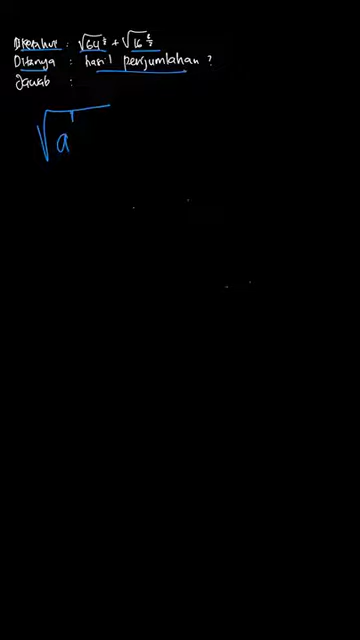 Diketahui : √64 + √16
Ditanya : hasil penjumlahan ?
Jawab :
√a